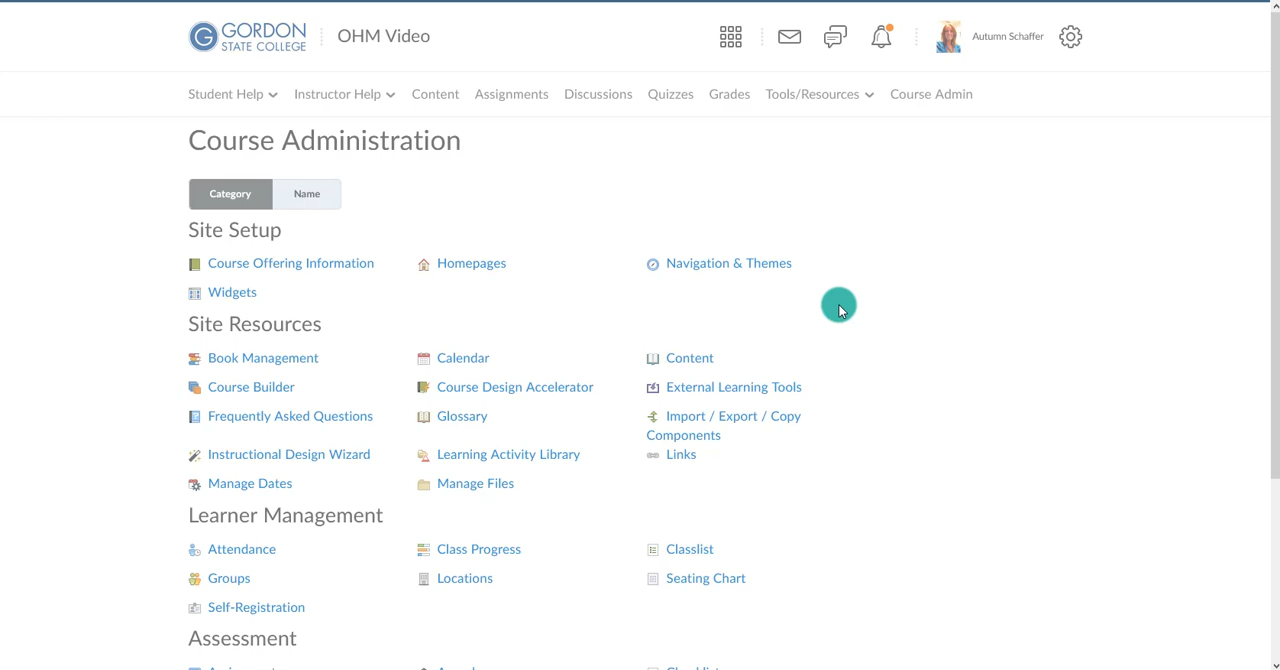 GORDON
STATE COLLEGE
OHM Video
Autumn Schaffer
Student Help
Instructor Help
Content
Assignments
Discussions
Quizzes
Grades
Tools/Resources
Course Admin
Course Administration
Category
Name
Site Setup
Course Offering Information
Homepages
Navigation & Themes
Widgets
Site Resources
Book Management
Calendar
Content
Course Builder
Course Design Accelerator
External Learning Tools
Frequently Asked Questions
Glossary
Import / Export / Copy
Components
Instructional Design Wizard
Learning Activity Library
Links
Manage Dates
Manage Files
Learner Management
Attendance
Class Progress
Classlist
Groups
Locations
Seating Chart
Self-Registration
Assessment